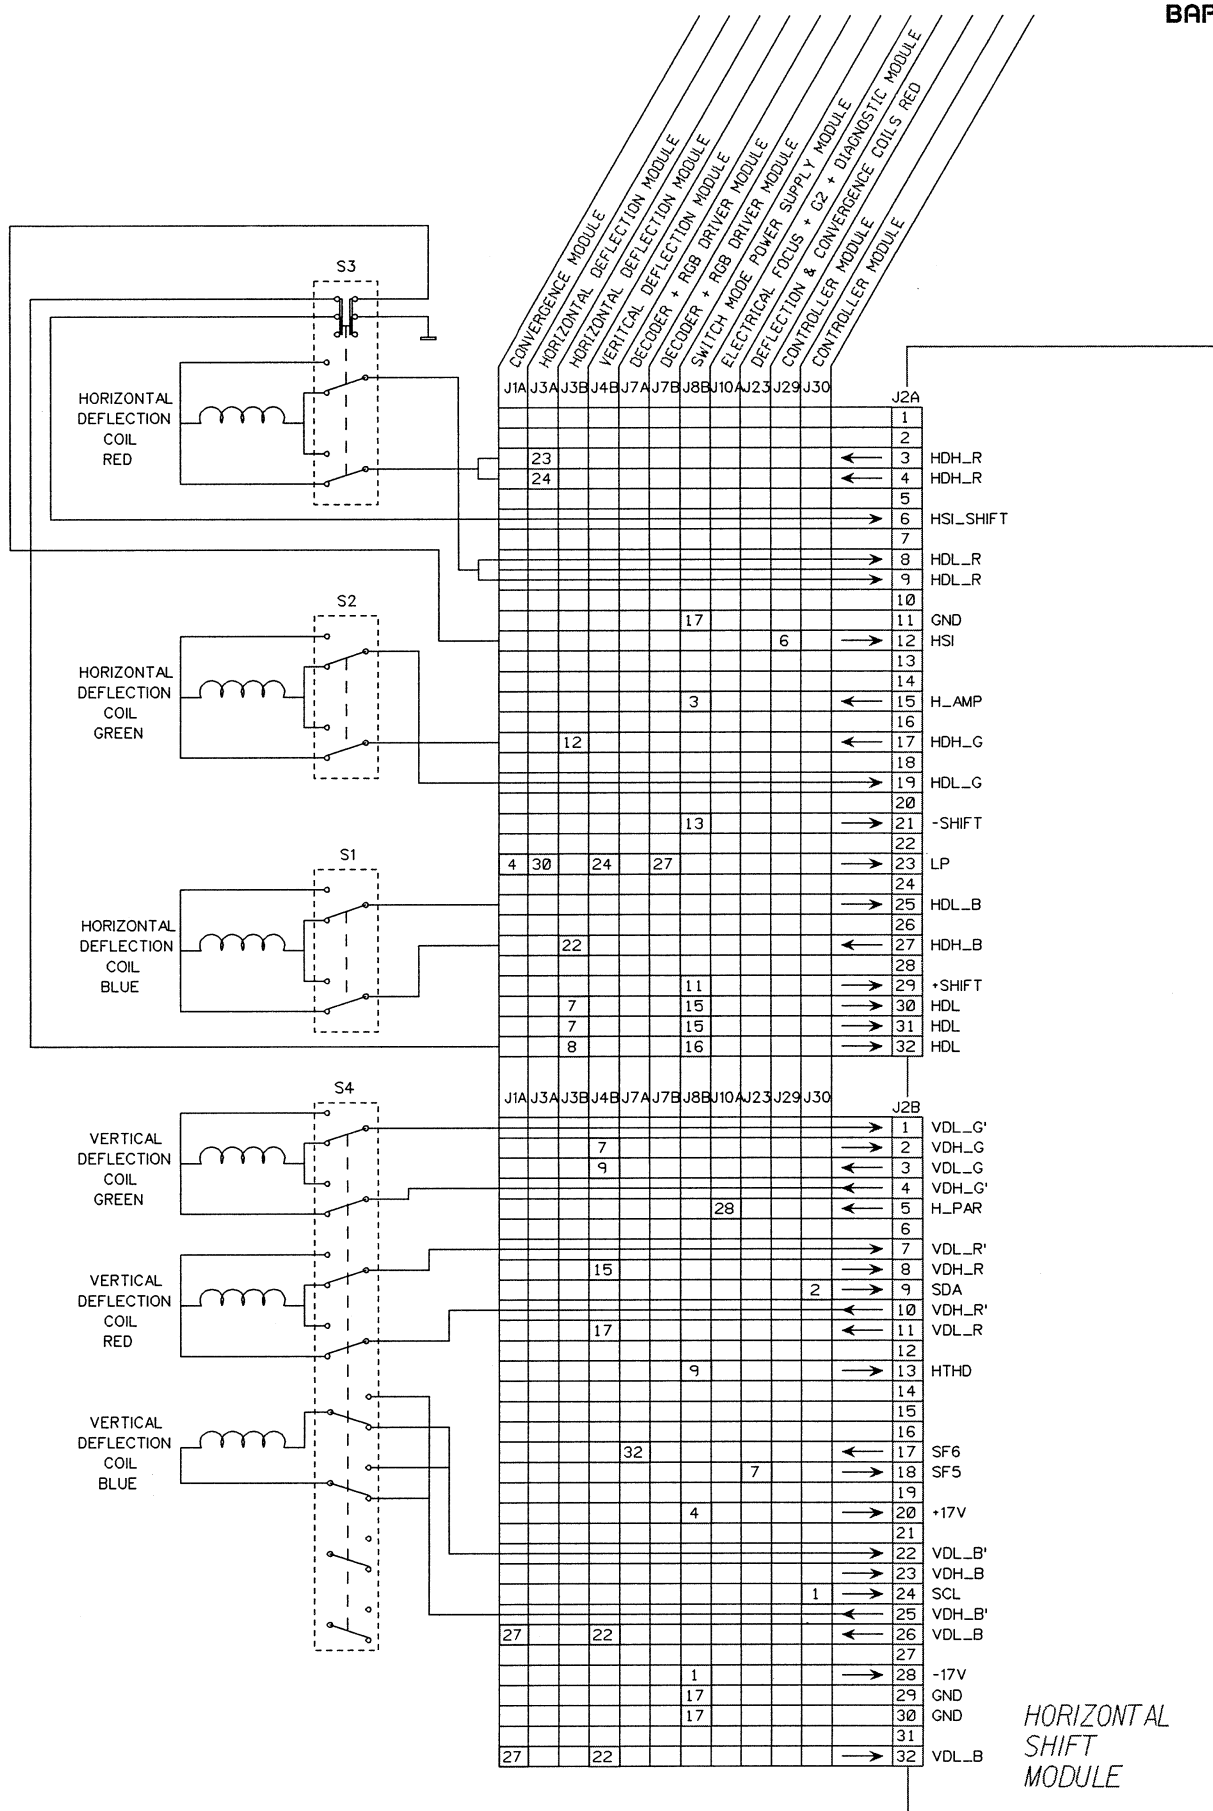 BAR
CONVERGENCE MODULE
HORIZONTAL DEFLECTION MODULE
HORIZONTAL DEFLECTION MODULE
VERITCAL DEFLECTION MODULE
DECODER + RGB DRIVER MODULE
DECODER + RGB DRIVER MODULE
SWITCH MODE POWER SUPPLY MODULE
ELECTRICAL FOCUS + G2 + DIAGNOSTIC MODULE
DEFLECTION & CONVERGENCE COILS RED
CONTROLLER MODULE
CONTROLLER MODULE
J1A J3A J3B J4B J7A J7B J8B J10A J23 J29 J30
J2A
1
2
23 3 HDH_R
24 4 HDH_R
5
6 HSI_SHIFT
7
8 HDL_R
9 HDL_R
10
17 11 GND
6 12 HSI
13
14
3 15 H_AMP
16
12 17 HDH_G
18
19 HDL_G
20
13 21 -SHIFT
22
4 30 24 27 23 LP
24
25 HDL_B
26
22 27 HDH_B
28
11 29 +SHIFT
7 15 30 HDL
7 15 31 HDL
8 16 32 HDL
S3
HORIZONTAL
DEFLECTION
COIL
RED
S2
HORIZONTAL
DEFLECTION
COIL
GREEN
S1
HORIZONTAL
DEFLECTION
COIL
BLUE
J1A J3A J3B J4B J7A J7B J8B J10A J23 J29 J30
J2B
1 VDL_G'
7 2 VDH_G
9 3 VDL_G
4 VDH_G'
28 5 H_PAR
6
7 VDL_R'
15 8 VDH_R
2 9 SDA
10 VDH_R'
17 11 VDL_R
12
9 13 HTHD
14
15
16
32 17 SF6
7 18 SF5
19
4 20 +17V
21
22 VDL_B'
23 VDH_B
1 24 SCL
25 VDH_B'
27 22 26 VDL_B
27
1 28 -17V
17 29 GND
17 30 GND
31
27 22 32 VDL_B
S4
VERTICAL
DEFLECTION
COIL
GREEN
VERTICAL
DEFLECTION
COIL
RED
VERTICAL
DEFLECTION
COIL
BLUE
HORIZONTAL
SHIFT
MODULE